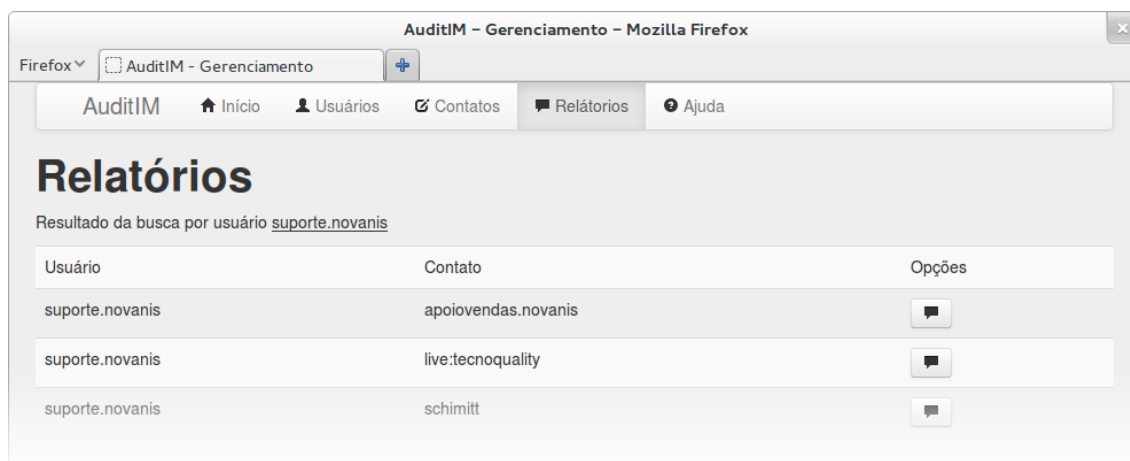 AuditIM – Gerenciamento – Mozilla Firefox
Firefox AuditIM - Gerenciamento
AuditIM Início Usuários Contatos Relátorios Ajuda
Relatórios
Resultado da busca por usuário suporte.novanis
Usuário Contato Opções
suporte.novanis apoiovendas.novanis
suporte.novanis live:tecnoquality
suporte.novanis schimitt